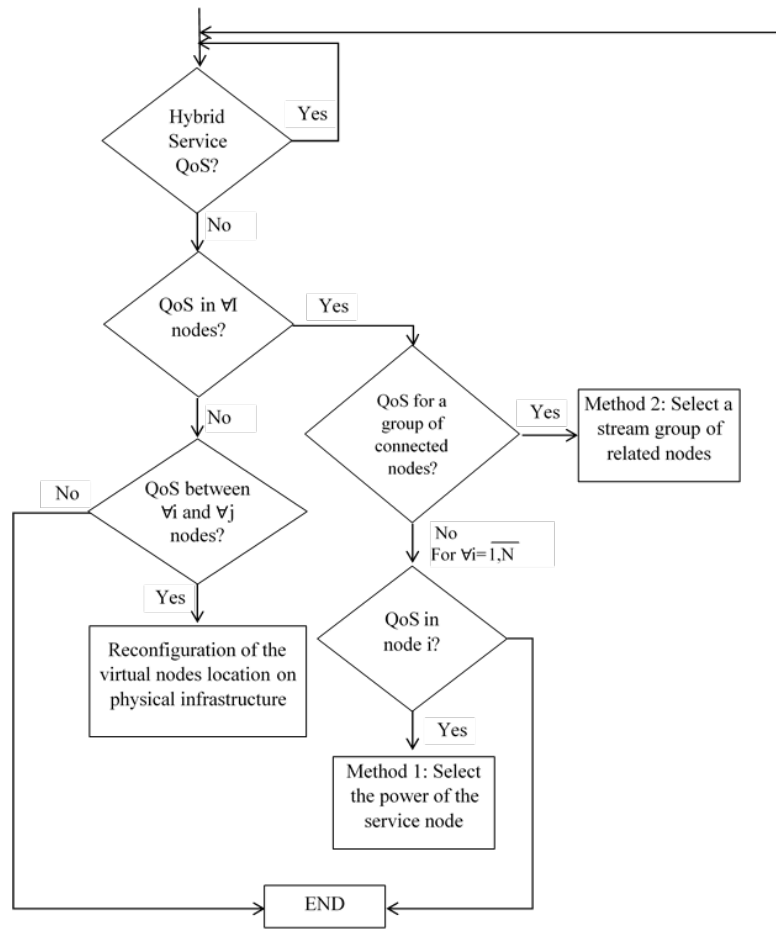 Hybrid
Service
QoS?
Yes
No
QoS in ∀I
nodes?
Yes
No
QoS for a
group of
connected
nodes?
Yes
Method 2: Select a
stream group of
related nodes
No
QoS between
∀i and ∀j
nodes?
No
For ∀i=1,N̅
Yes
QoS in
node i?
Reconfiguration of the
virtual nodes location on
physical infrastructure
Yes
Method 1: Select
the power of the
service node
END